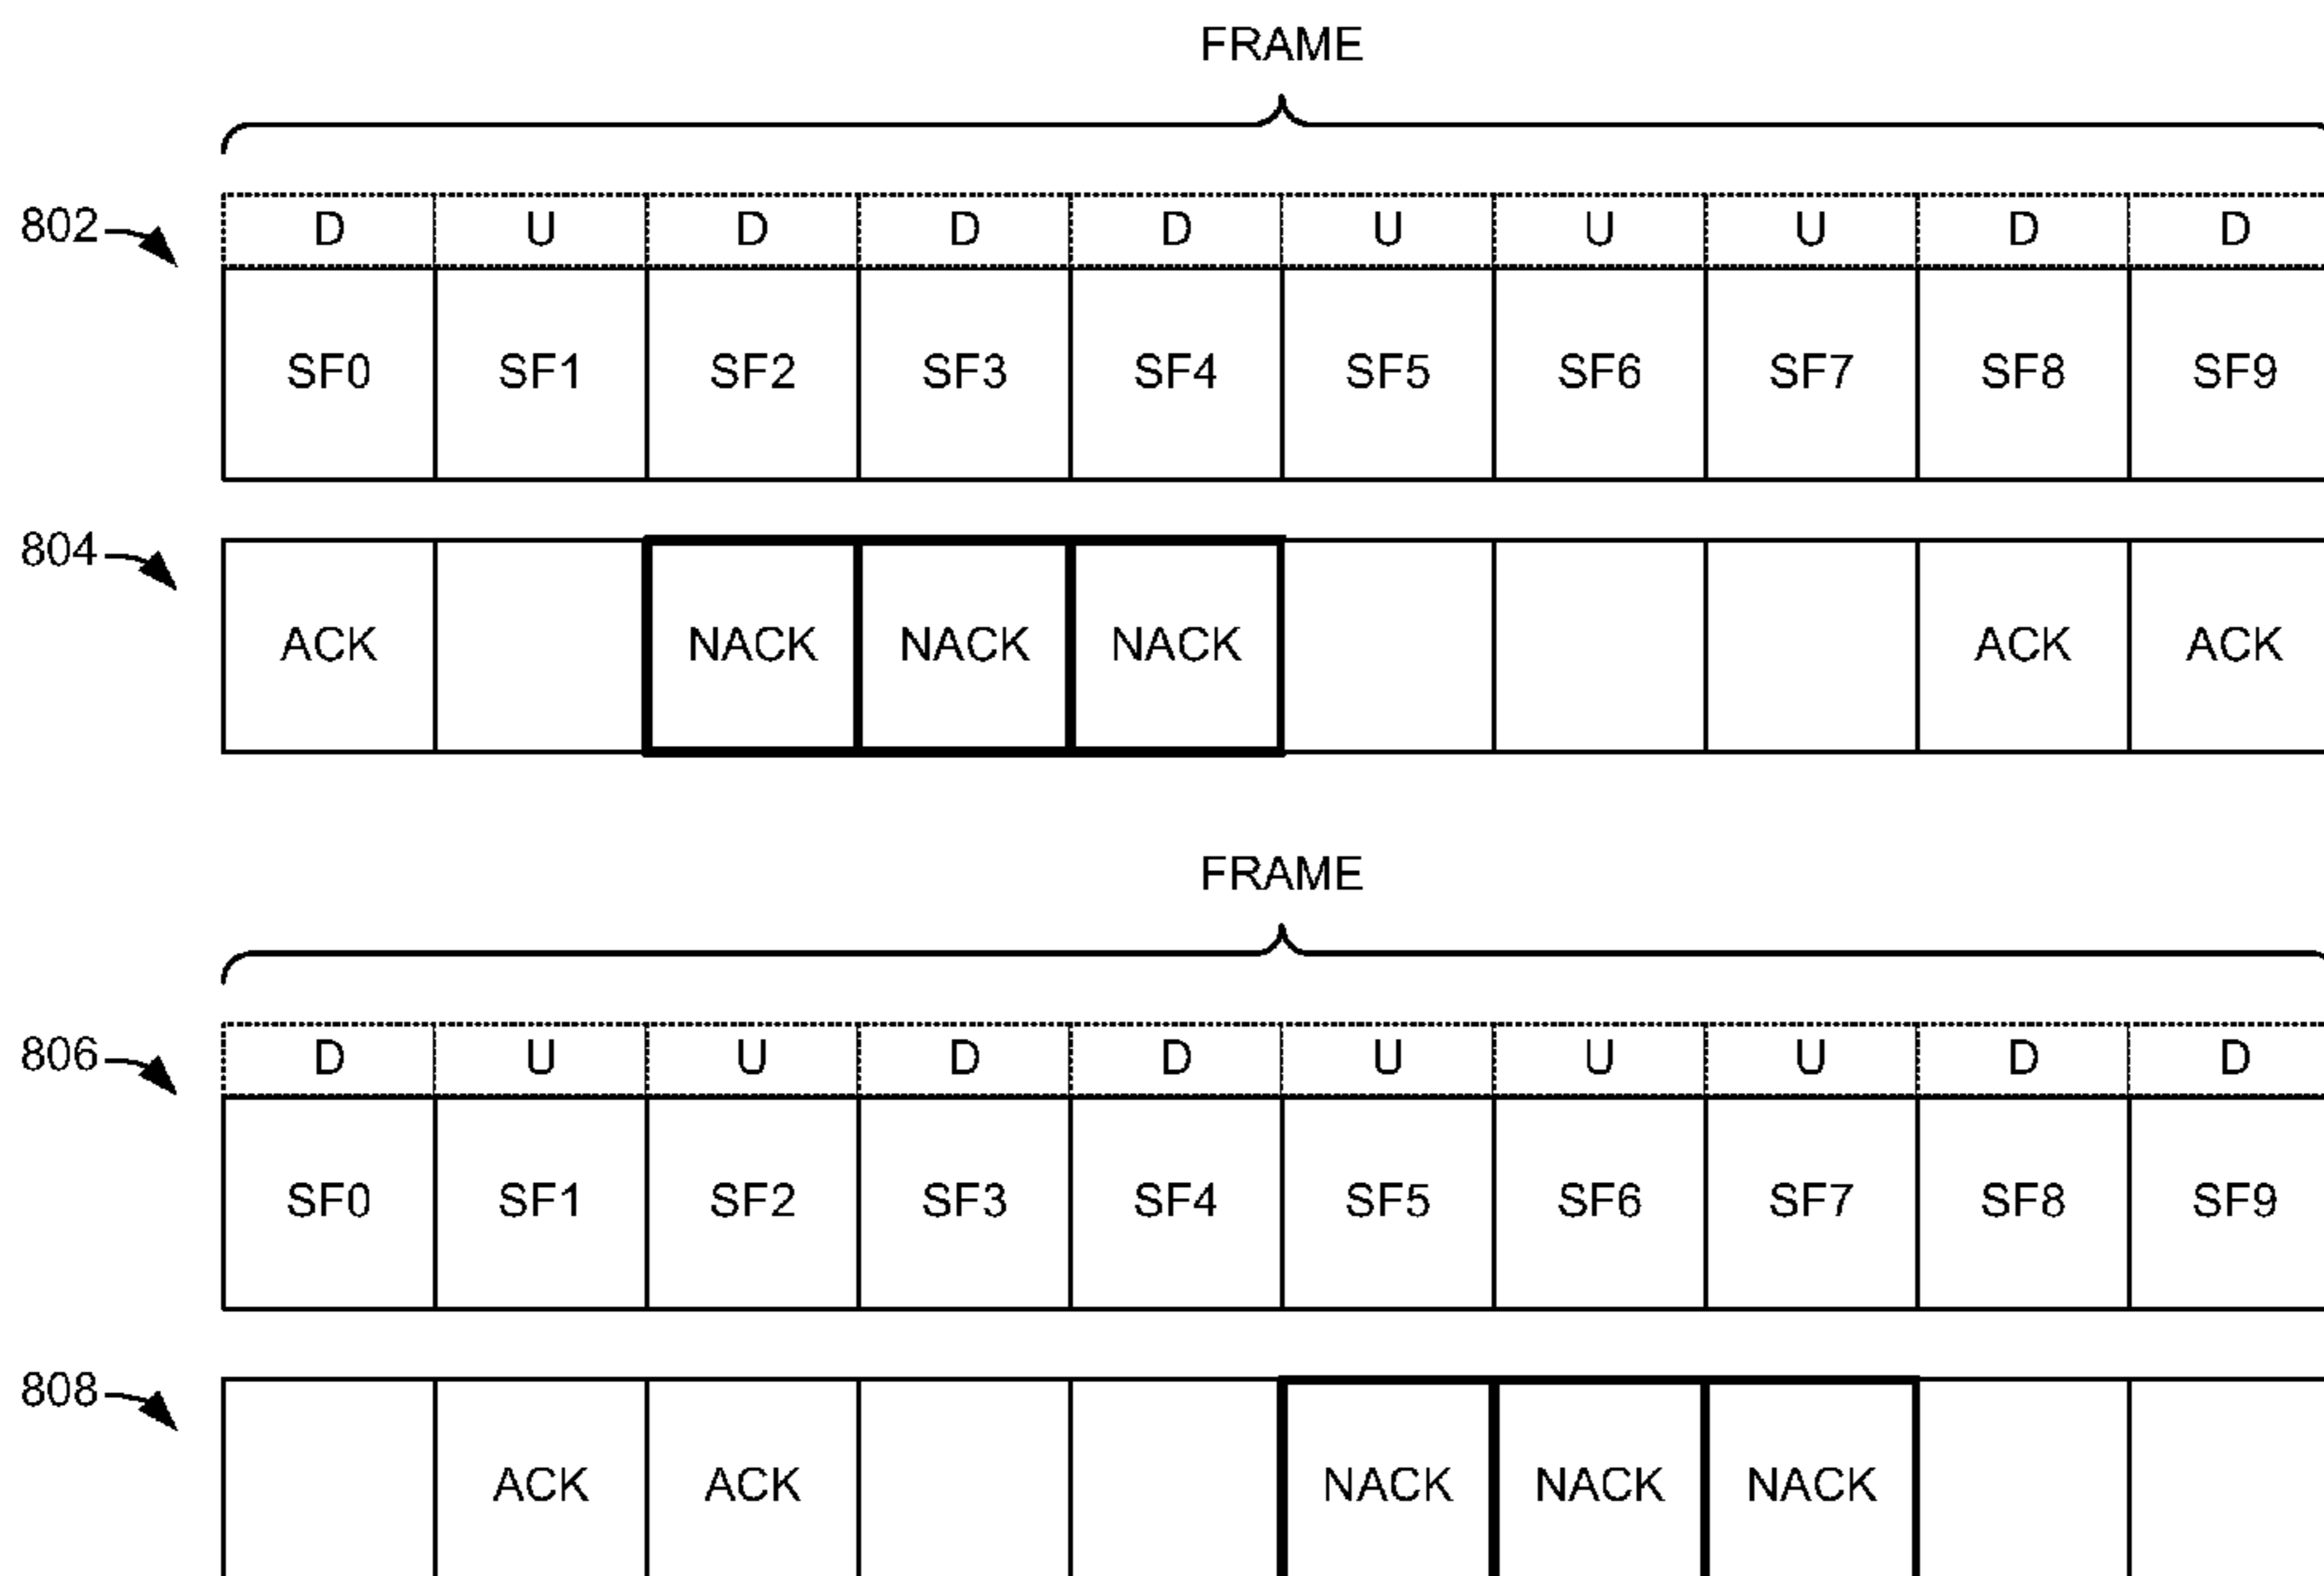 FRAME
802 D U D D D U U U D D
SF0 SF1 SF2 SF3 SF4 SF5 SF6 SF7 SF8 SF9
804 ACK NACK NACK NACK ACK ACK
FRAME
806 D U U D D U U U D D
SF0 SF1 SF2 SF3 SF4 SF5 SF6 SF7 SF8 SF9
808 ACK ACK NACK NACK NACK